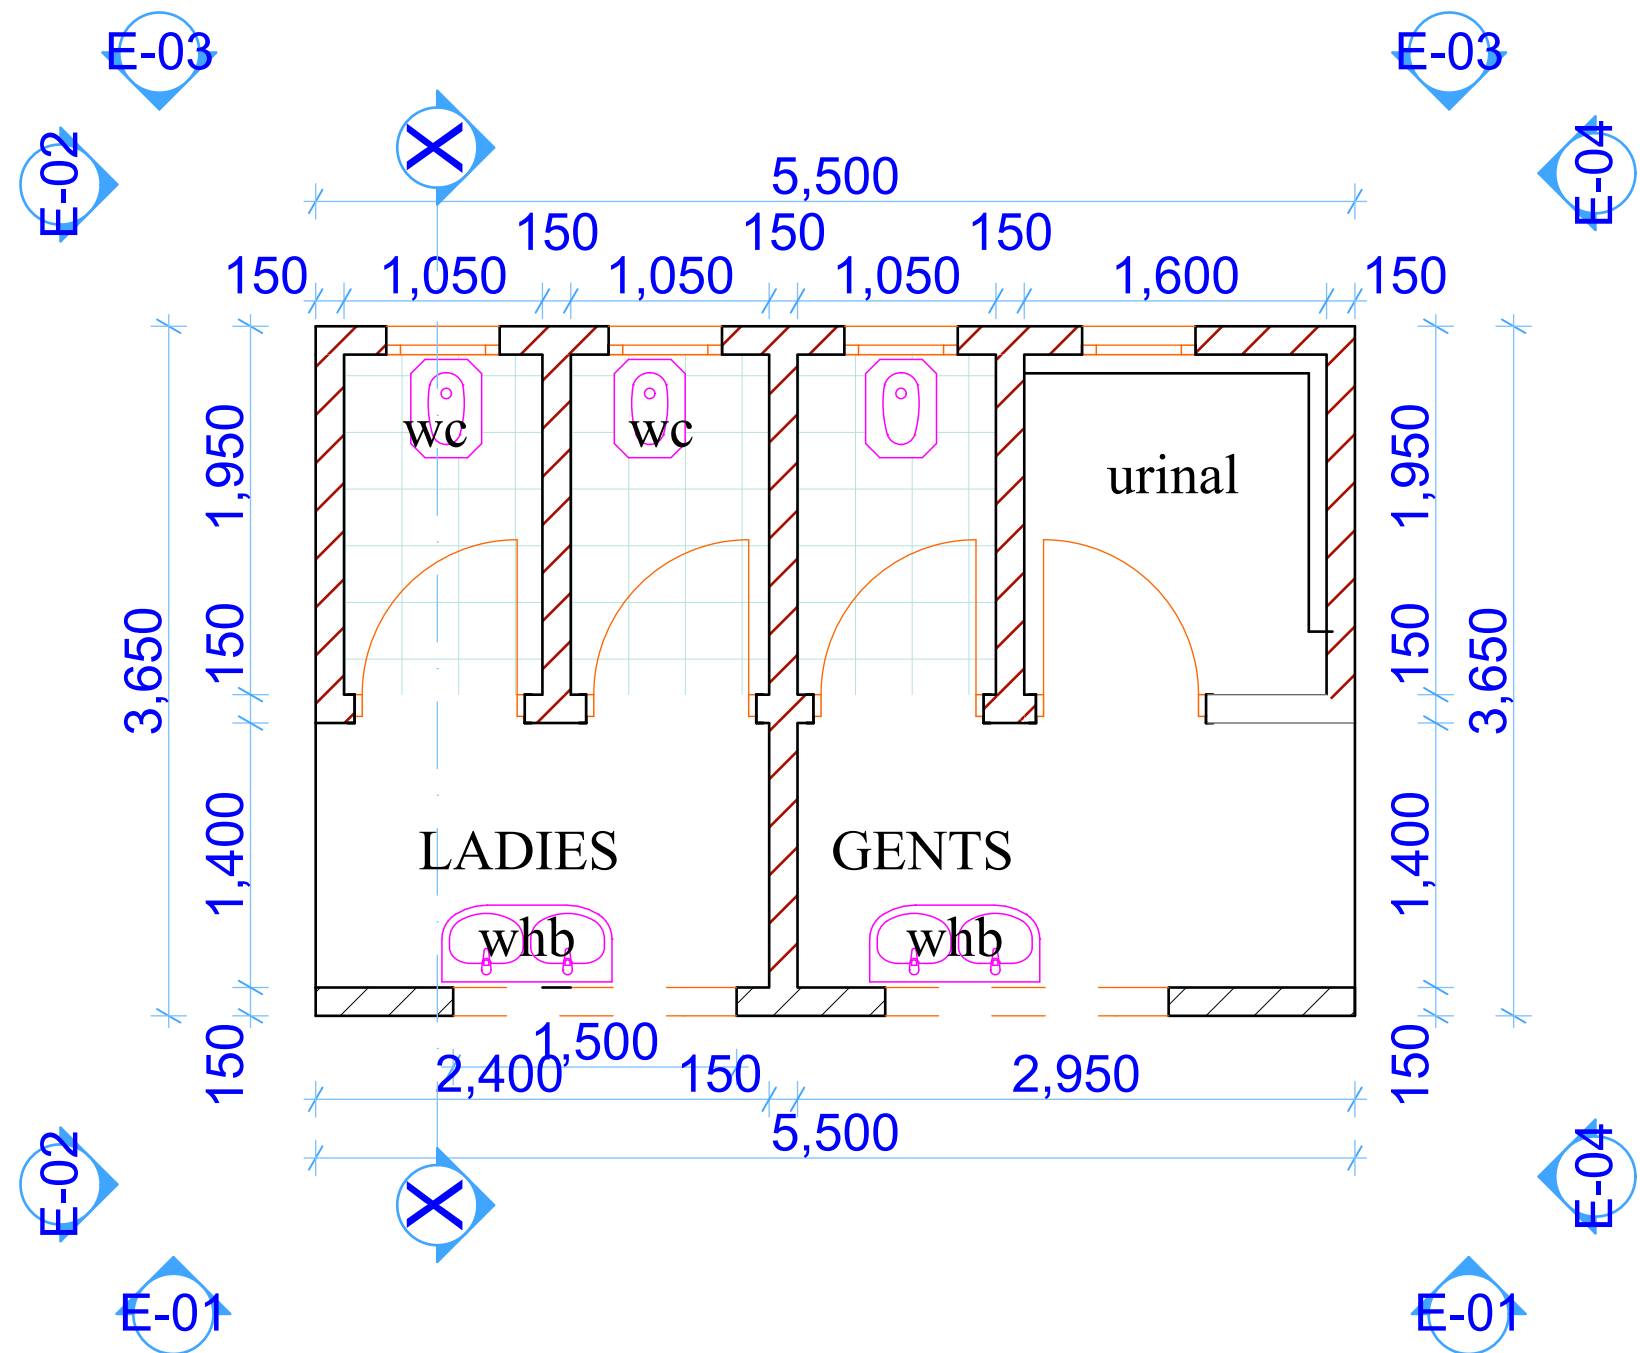 E-03
E-03
E-02
X
E-04
5,500
150 150 150
150 1,050 1,050 1,050 1,600 150
wc wc
urinal
1,950 1,950
150 150
3,650 3,650
1,400 1,400
LADIES GENTS
whb whb
150 150
1,500
2,400 150 2,950
5,500
E-02
X
E-04
E-01
E-01